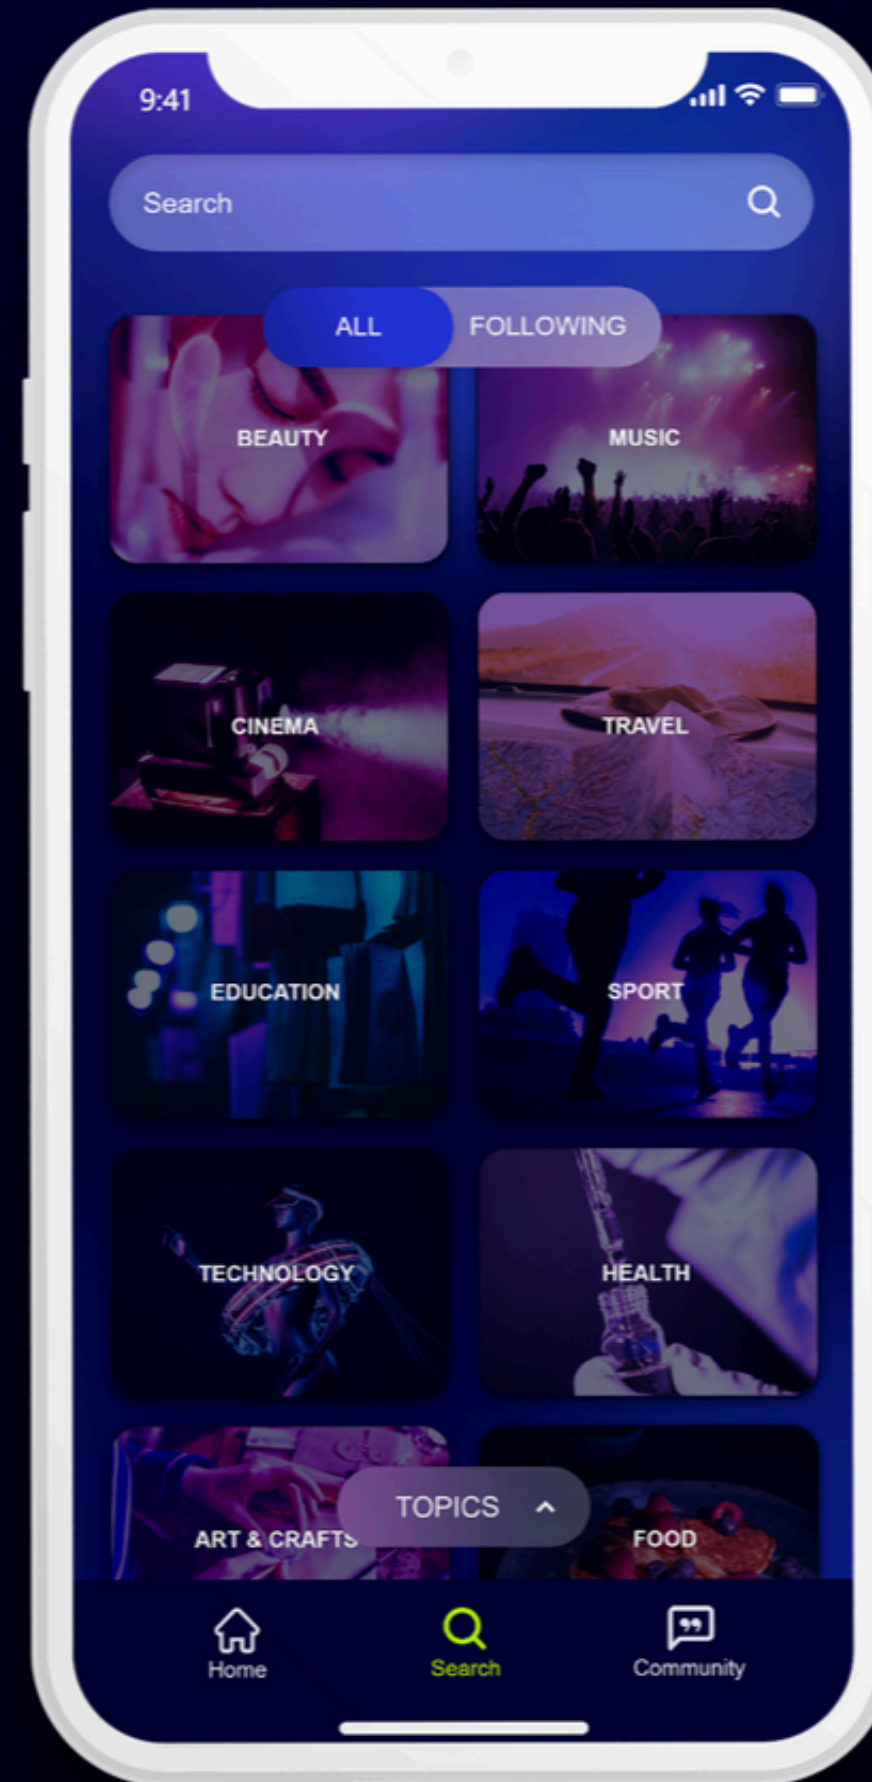 9:41
Search
ALL
FOLLOWING
BEAUTY
MUSIC
CINEMA
TRAVEL
EDUCATION
SPORT
TECHNOLOGY
HEALTH
TOPICS
ART & CRAFTS
FOOD
Home
Search
Community